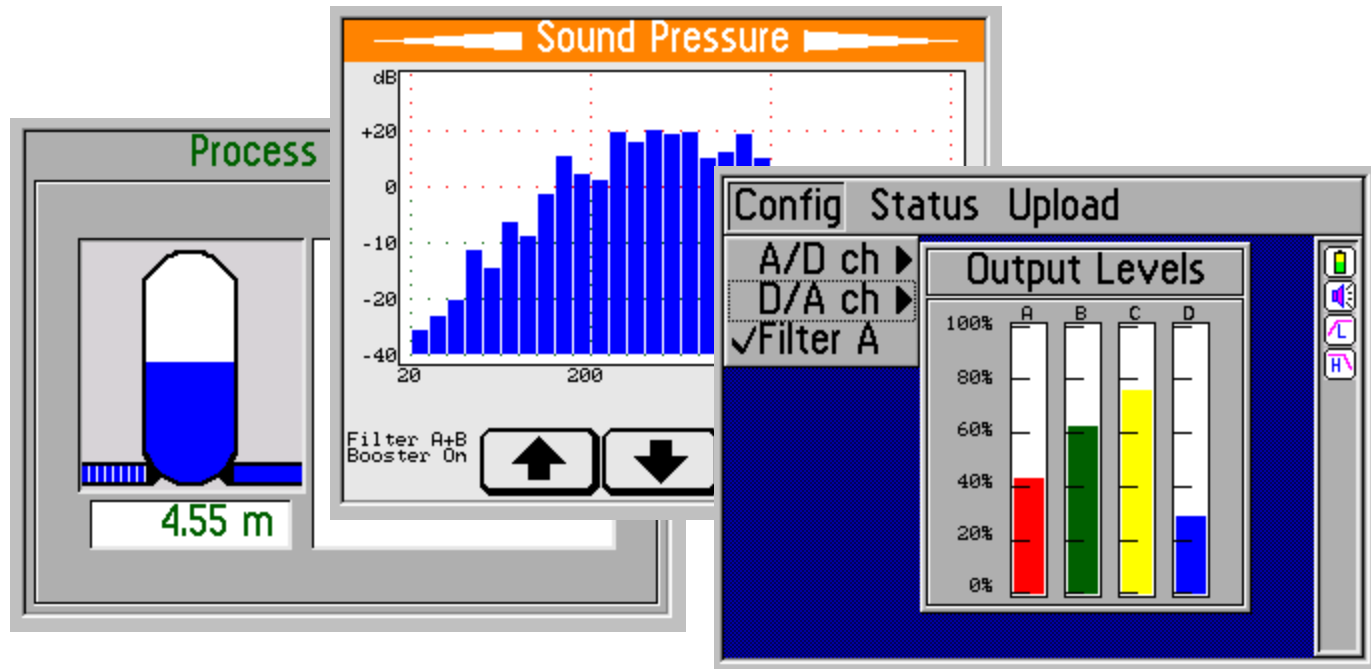 Process
4.55 m
Sound Pressure
dB
+20
0
-10
-20
-40
20 200
Filter A+B
Booster On
Config Status Upload
A/D ch
D/A ch
✓Filter A
Output Levels
A B C D
100%
80%
60%
40%
20%
0%
L
H